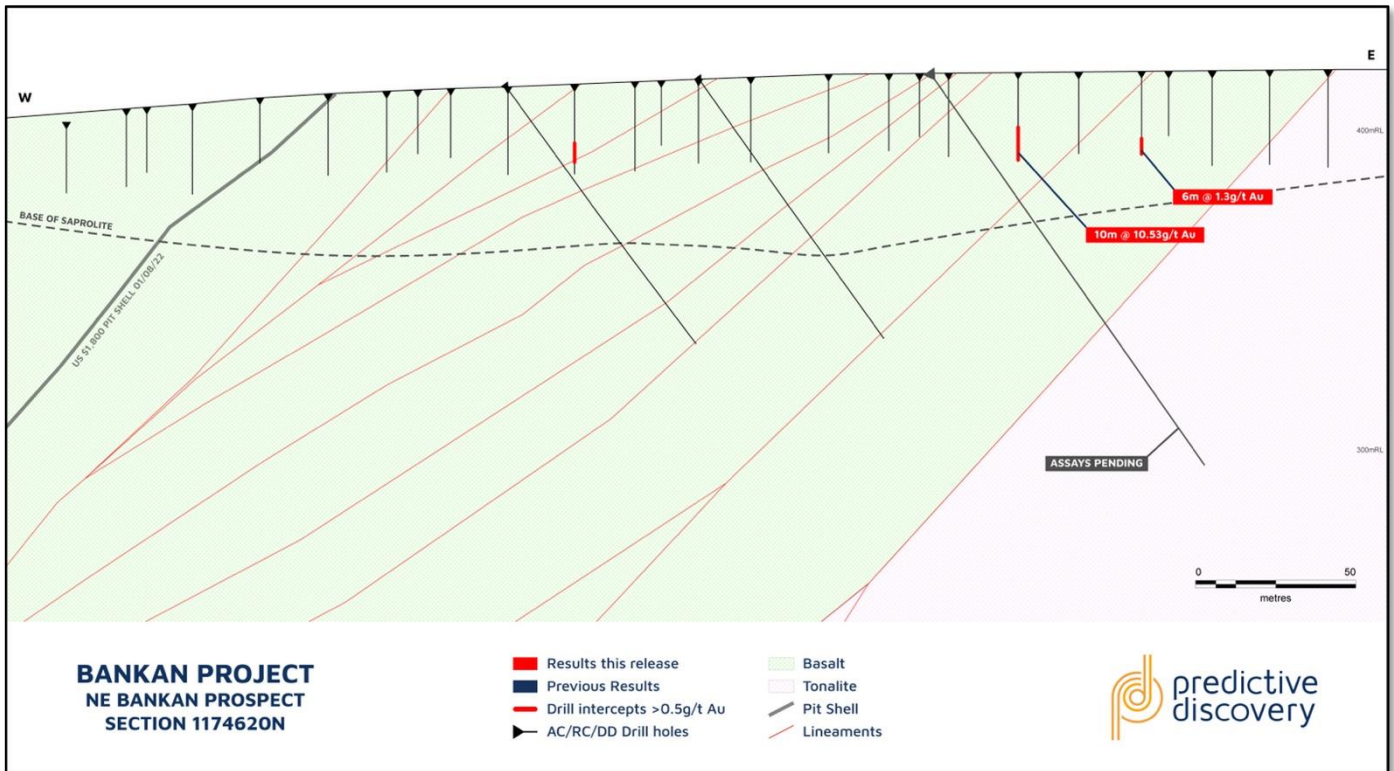 W
E
400mRL
6m @ 1.3g/t Au
BASE OF SAPROLITE
10m @ 10.53g/t Au
US $1,800 PIT SHELL 01/08/22
300mRL
ASSAYS PENDING
0 50
metres
BANKAN PROJECT
NE BANKAN PROSPECT
SECTION 1174620N
Results this release
Previous Results
Drill intercepts >0.5g/t Au
AC/RC/DD Drill holes
Basalt
Tonalite
Pit Shell
Lineaments
predictive
discovery